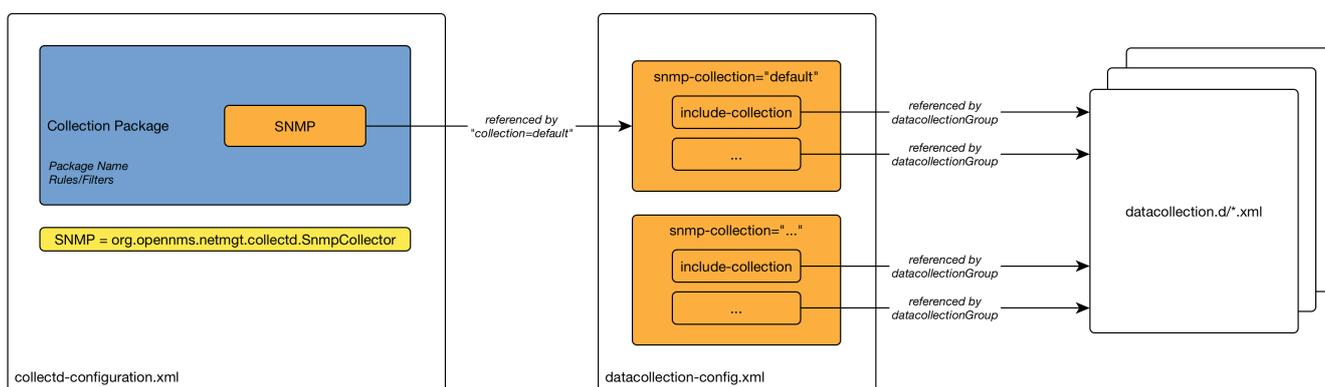 Collection Package
SNMP
Package Name
Rules/Filters
SNMP = org.opennms.netmgt.collectd.SnmpCollector
collectd-configuration.xml
referenced by
"collection=default"
snmp-collection="default"
include-collection
...
snmp-collection="..."
include-collection
...
datacollection-config.xml
referenced by
datacollectionGroup
referenced by
datacollectionGroup
referenced by
datacollectionGroup
referenced by
datacollectionGroup
datacollection.d/*.xml